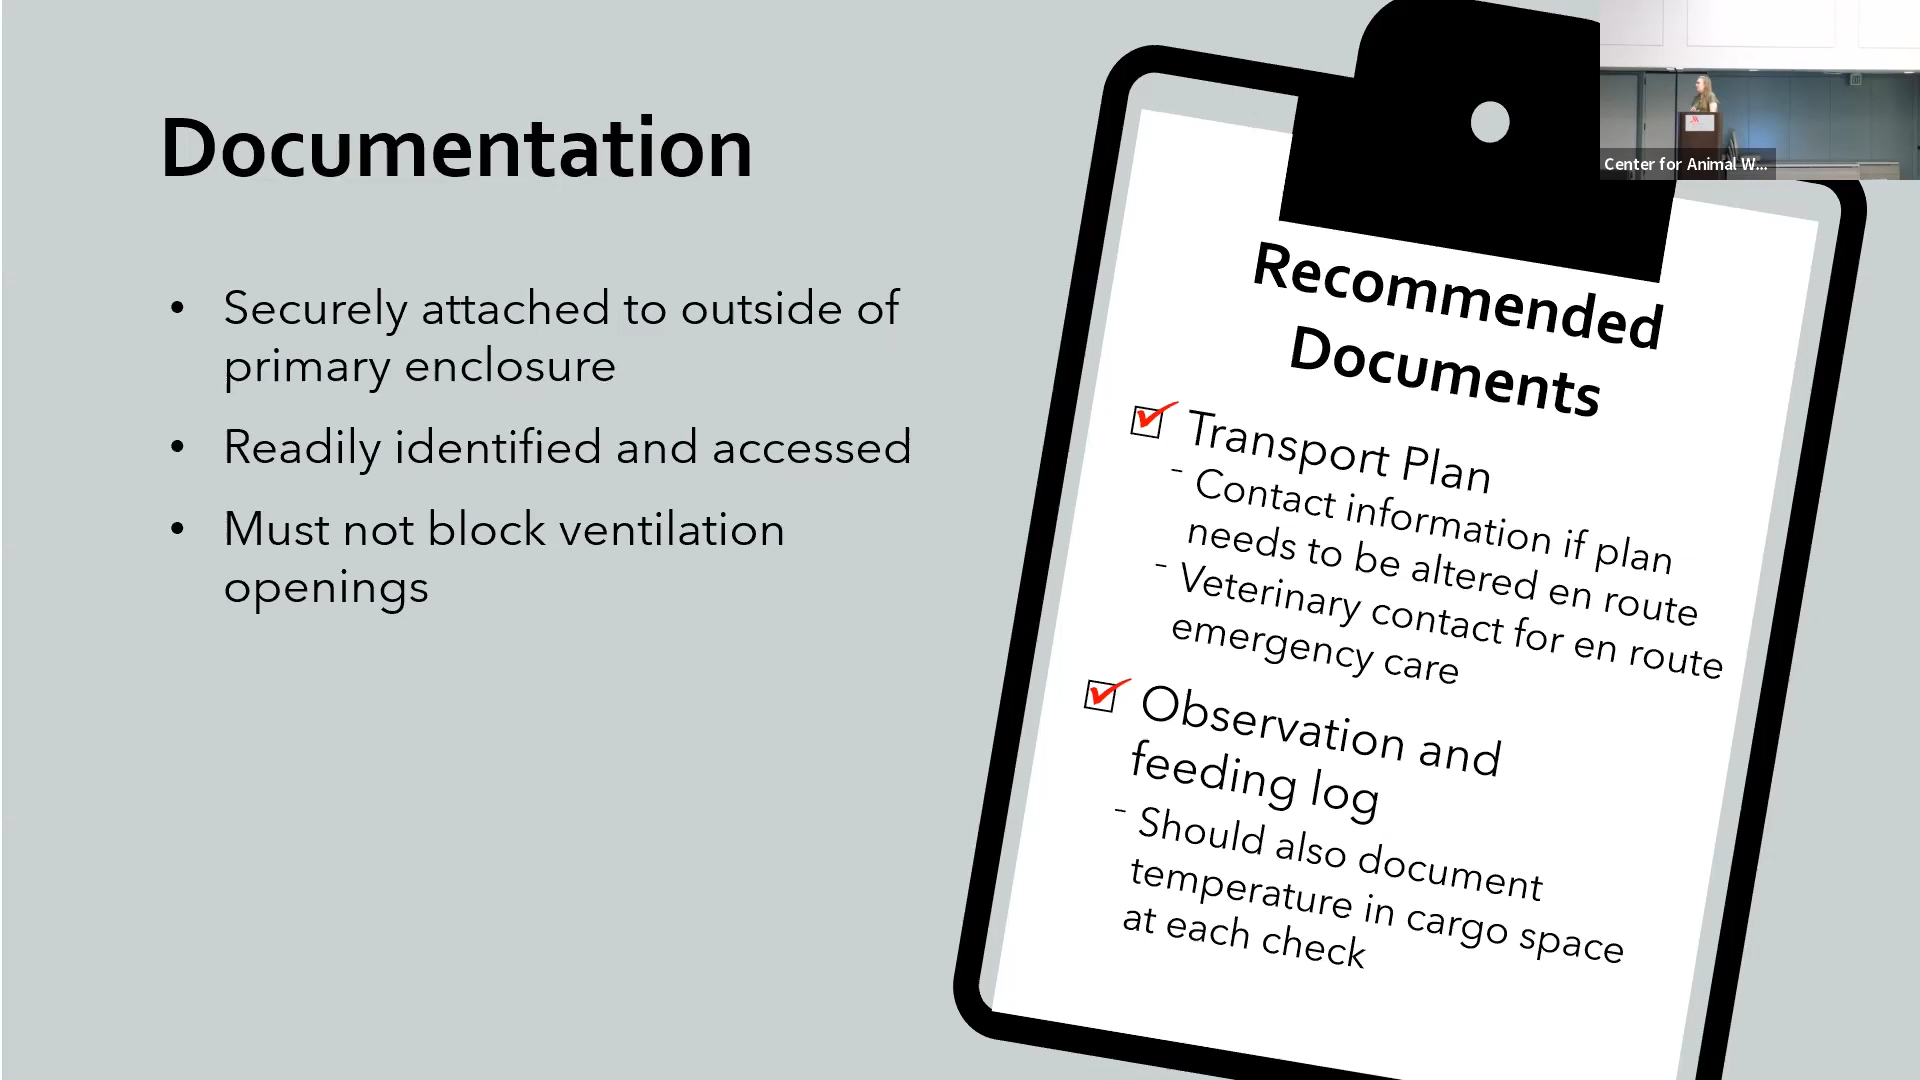 Documentation
• Securely attached to outside of
primary enclosure
• Readily identified and accessed
• Must not block ventilation
openings
Recommended
Documents
Transport Plan
- Contact information if plan
needs to be altered en route
- Veterinary contact for en route
emergency care
Observation and
feeding log
- Should also document
temperature in cargo space
at each check
Center for Animal W...